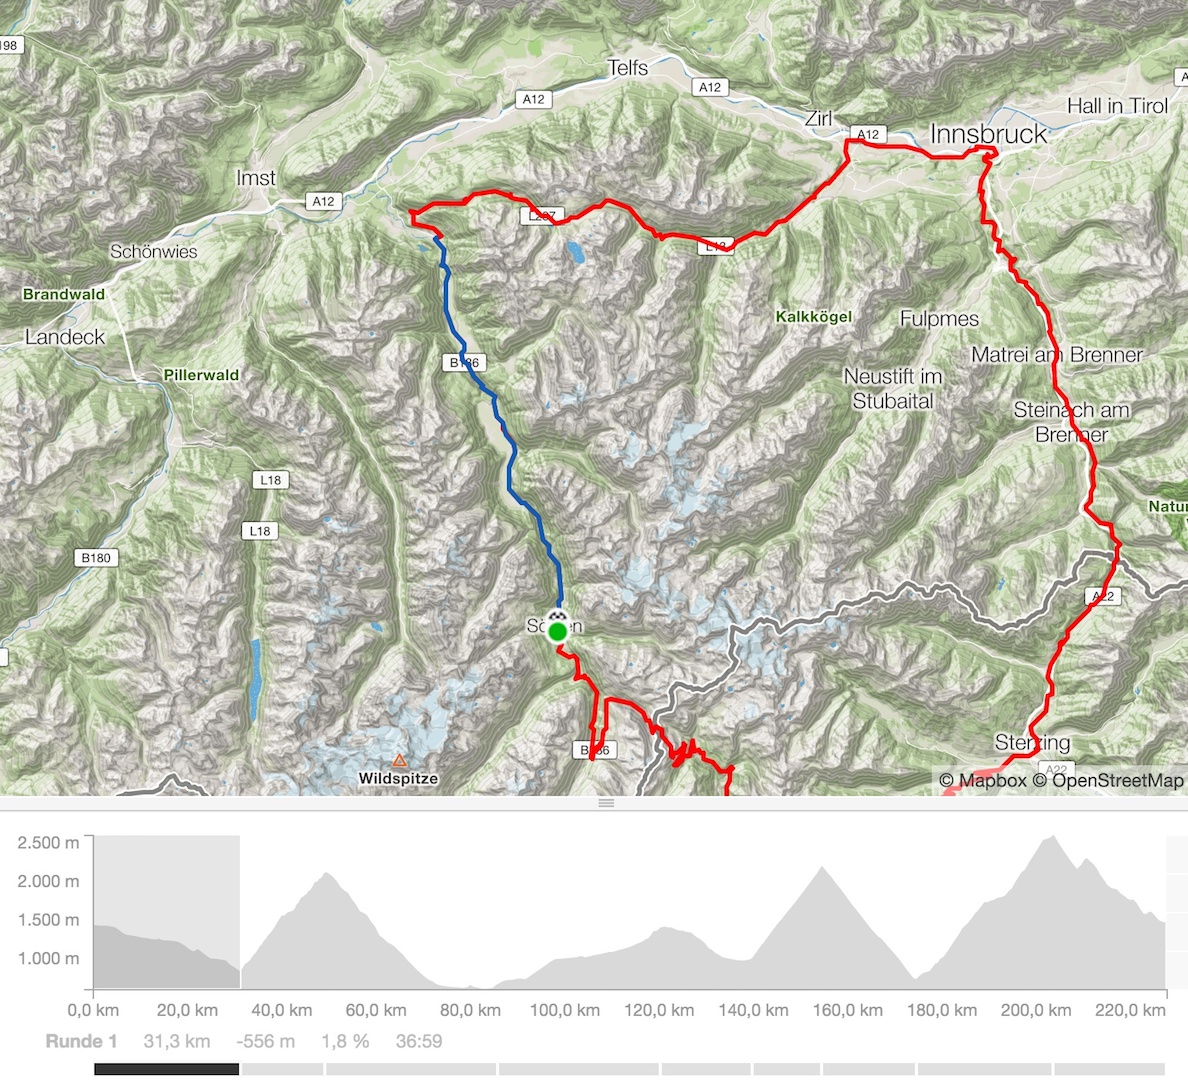 198
Telfs
A12
A12
A
Hall in Tirol
Zirl
A12
Innsbruck
Imst
A12
L237
L13
Schönwies
Brandwald
Landeck
Kalkkögel
Fulpmes
Matrei am Brenner
B186
Pillerwald
Neustift im
Stubaital
Steinach am
Brenner
L18
Natur
L18
B180
A22
Sölden
B186
Sterzing
A22
Wildspitze
© Mapbox © OpenStreetMap
2.500 m
2.000 m
1.500 m
1.000 m
0,0 km 20,0 km 40,0 km 60,0 km 80,0 km 100,0 km 120,0 km 140,0 km 160,0 km 180,0 km 200,0 km 220,0 km
Runde 1 31,3 km -556 m 1,8 % 36:59